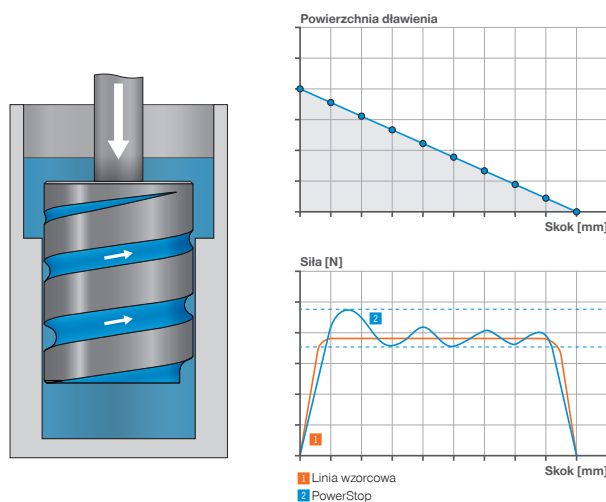 Powierzchnia dławienia
Skok [mm]
Siła [N]
2
1
Skok [mm]
1 Linia wzorcowa
2 PowerStop